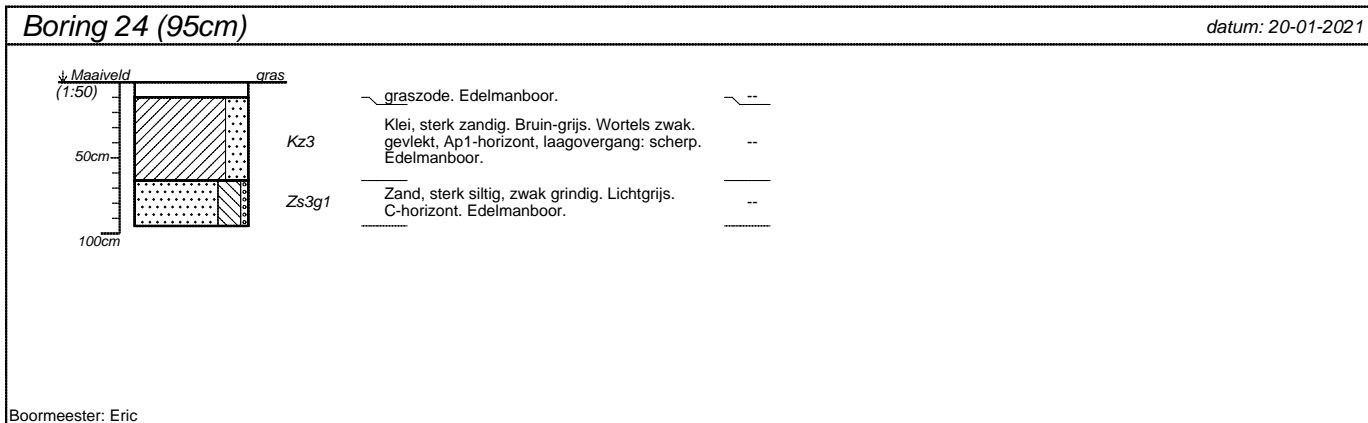 Boring 24 (95cm)
datum: 20-01-2021
Maaiveld
gras
(1:50)
graszode. Edelmanboor.
--
Klei, sterk zandig. Bruin-grijs. Wortels zwak.
Kz3
gevlekt, Ap1-horizont, laagovergang: scherp.
--
50cm
Edelmanboor.
Zand, sterk siltig, zwak grindig. Lichtgrijs.
Zs3g1
--
C-horizont. Edelmanboor.
100cm
Boormeester: Eric